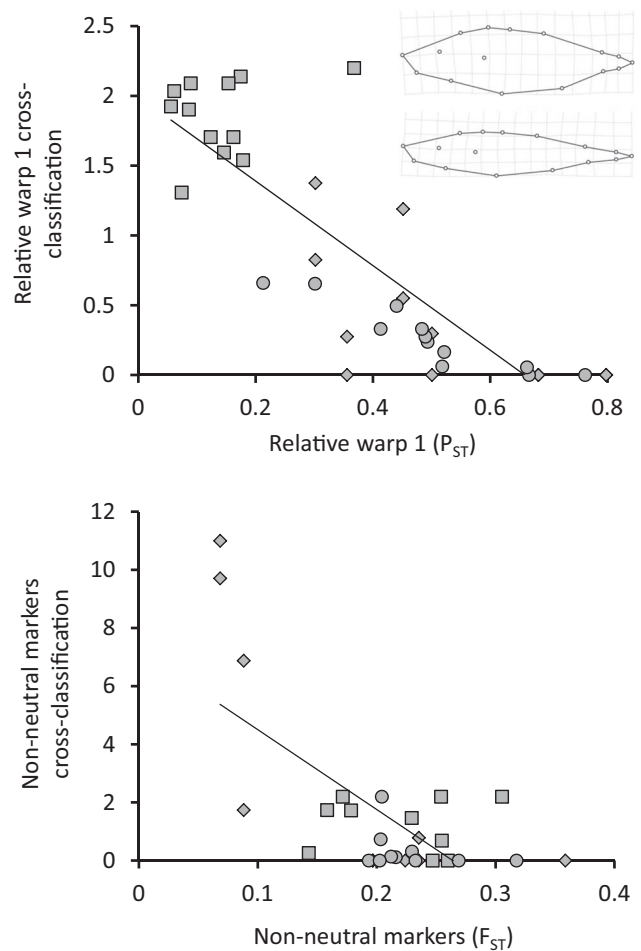 2.5
2
1.5
1
0.5
0
Relative warp 1 cross-
classification
0 0.2 0.4 0.6 0.8
Relative warp 1 (PST)
12
10
8
6
4
2
0
Non-neutral markers
cross-classification
0 0.1 0.2 0.3 0.4
Non-neutral markers (FST)